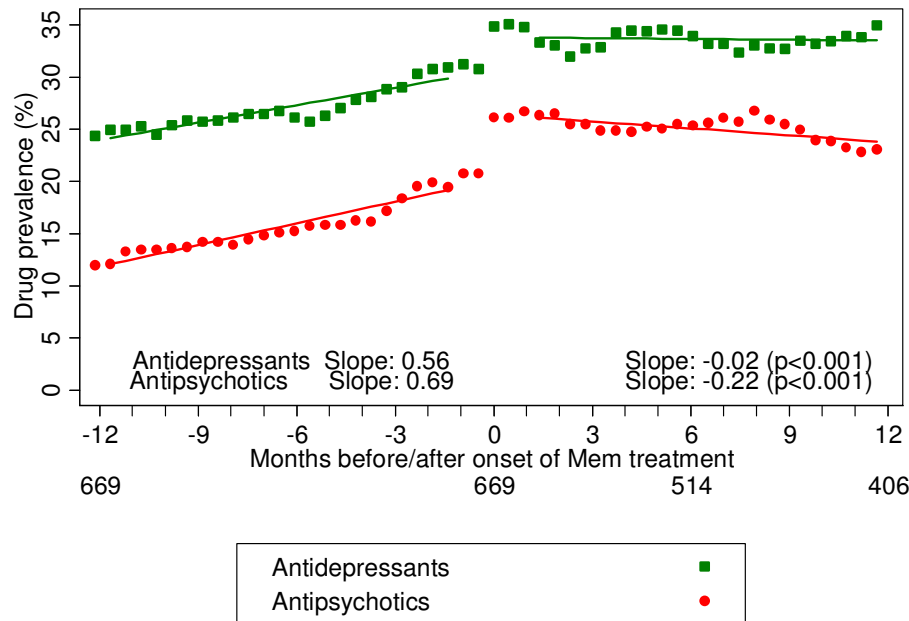 Drug prevalence (%)
35
30
25
20
15
10
5
0
Antidepressants Slope: 0.56 Slope: -0.02 (p<0.001)
Antipsychotics Slope: 0.69 Slope: -0.22 (p<0.001)
-12 -9 -6 -3 0 3 6 9 12
Months before/after onset of Mem treatment
669 669 514 406
Antidepressants
Antipsychotics